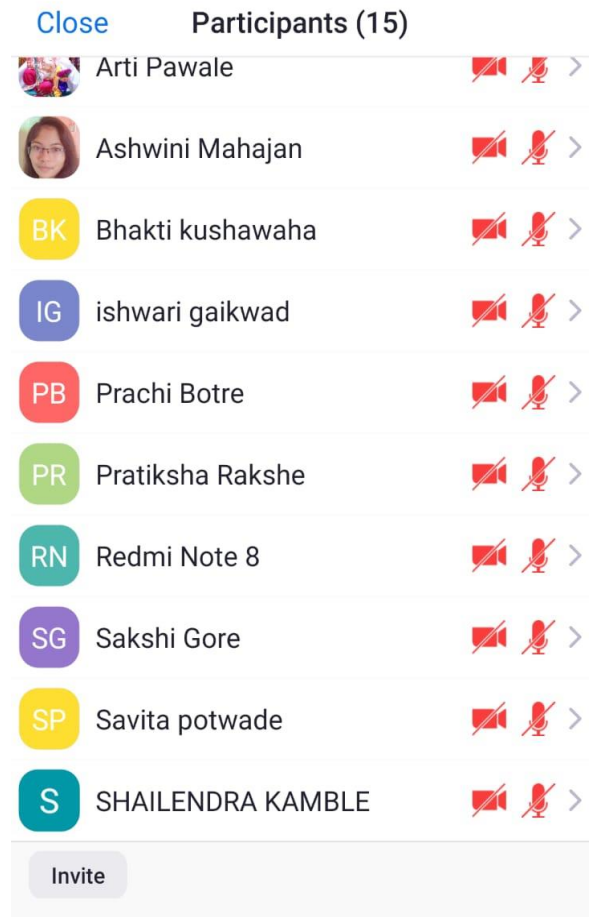 Close Participants (15)
Arti Pawale
Ashwini Mahajan
BK Bhakti kushawaha
IG ishwari gaikwad
PB Prachi Botre
PR Pratiksha Rakshe
RN Redmi Note 8
SG Sakshi Gore
SP Savita potwade
S SHAILENDRA KAMBLE
Invite